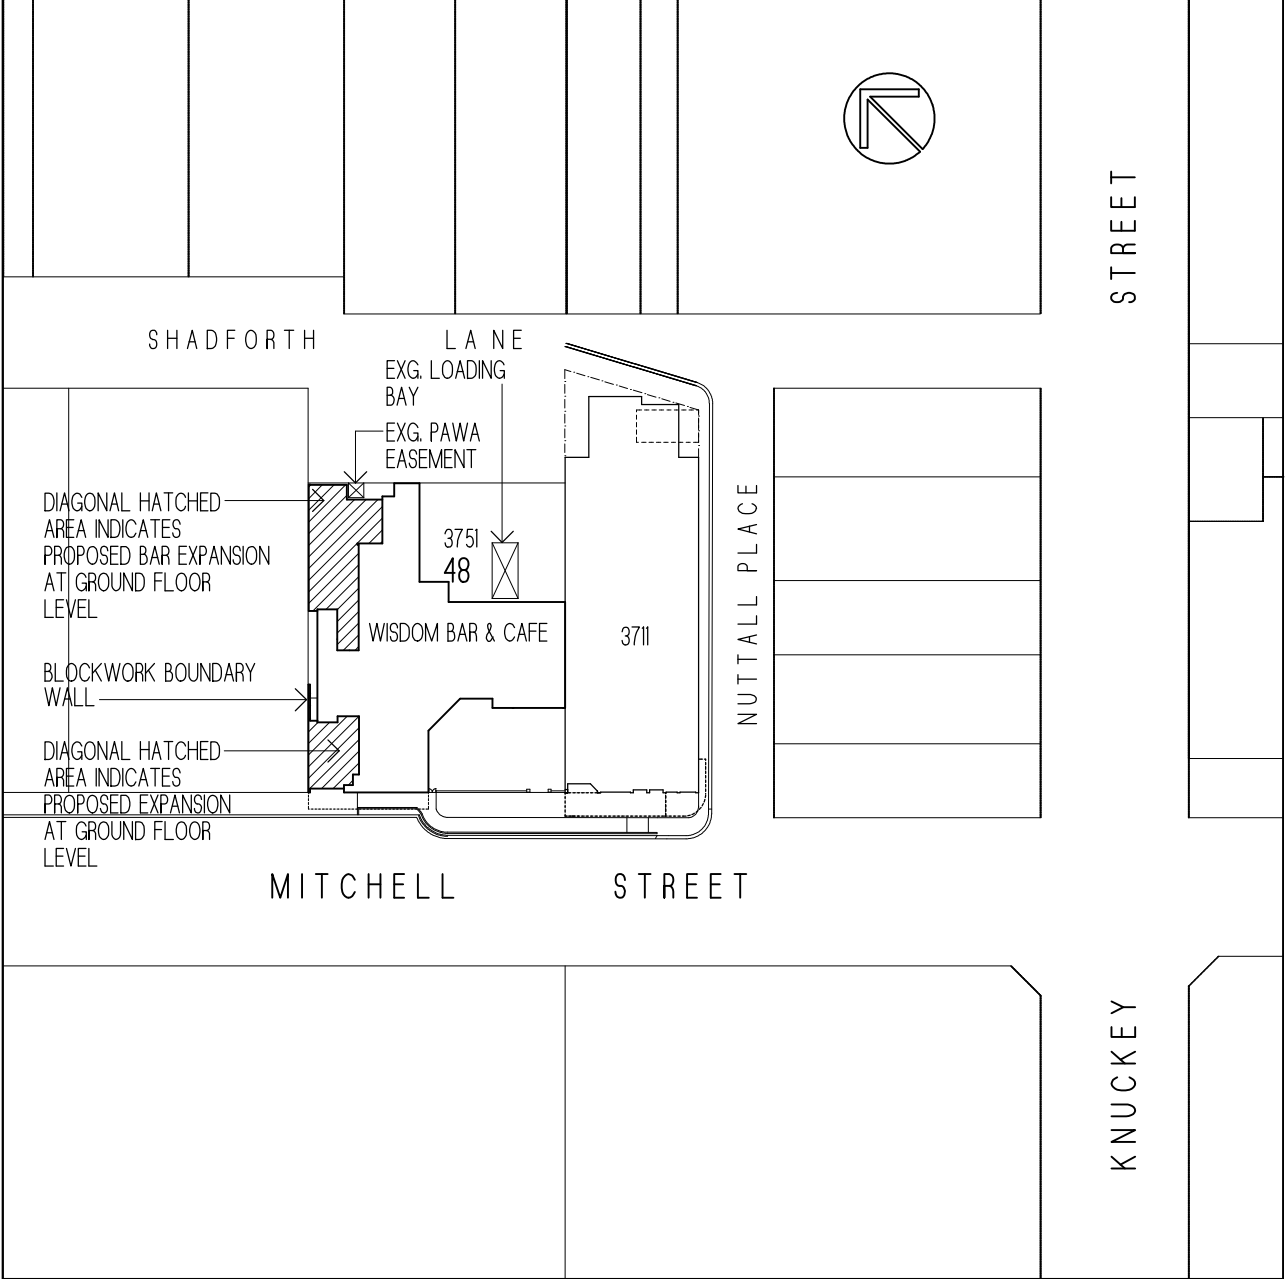 STREET
SHADFORTH LANE
EXG. LOADING
BAY
EXG. PAWA
EASEMENT
DIAGONAL HATCHED
AREA INDICATES
PROPOSED BAR EXPANSION
AT GROUND FLOOR
LEVEL
3751
48
WISDOM BAR & CAFE
3711
NUTTALL PLACE
BLOCKWORK BOUNDARY
WALL
DIAGONAL HATCHED
AREA INDICATES
PROPOSED EXPANSION
AT GROUND FLOOR
LEVEL
MITCHELL STREET
KNUCKEY